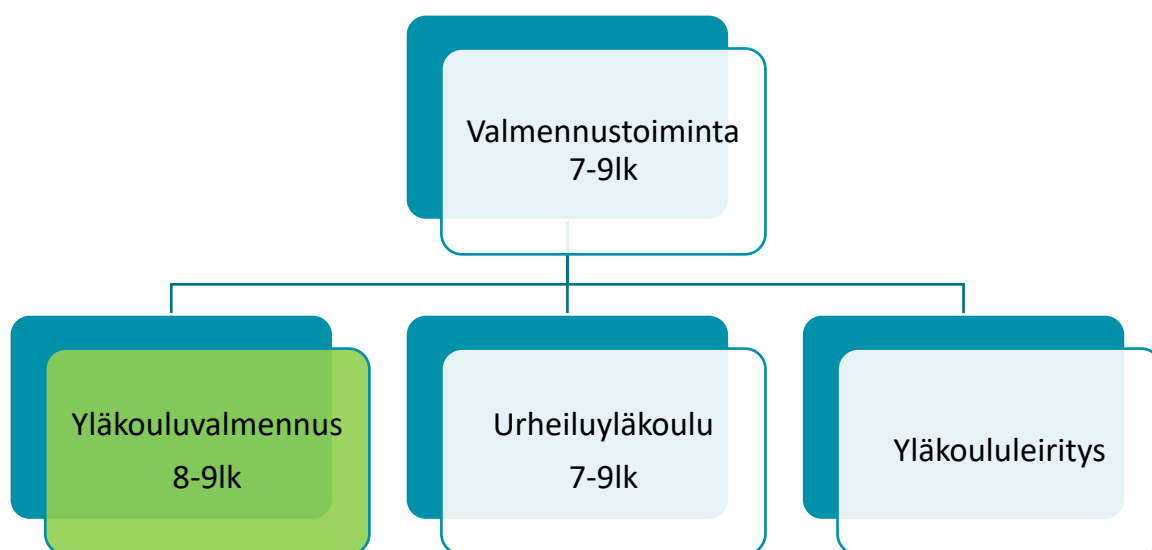 Valmennustoiminta
7-9lk
Yläkouluvalmennus
8-9lk
Urheiluyläkoulu
7-9lk
Yläkoululeiritys